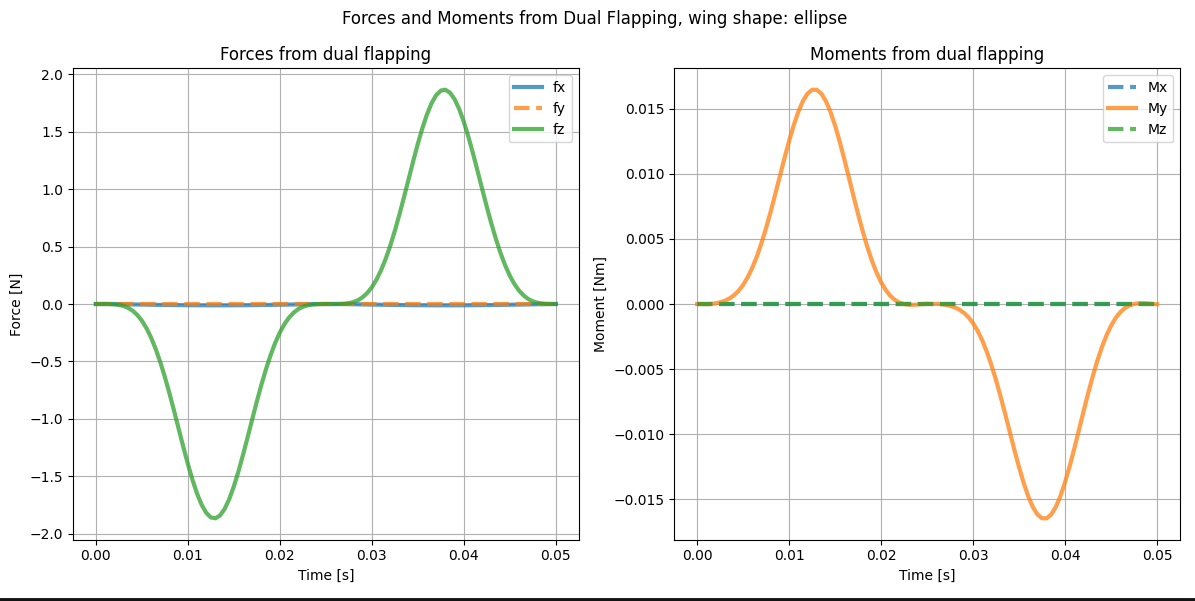 Forces and Moments from Dual Flapping, wing shape: ellipse
Forces from dual flapping
2.0
1.5
1.0
0.5
0.0
−0.5
−1.0
−1.5
−2.0
Force [N]
fx
fy
fz
0.00 0.01 0.02 0.03 0.04 0.05
Time [s]
Moments from dual flapping
0.015
0.010
0.005
0.000
−0.005
−0.010
−0.015
Moment [Nm]
Mx
My
Mz
0.00 0.01 0.02 0.03 0.04 0.05
Time [s]